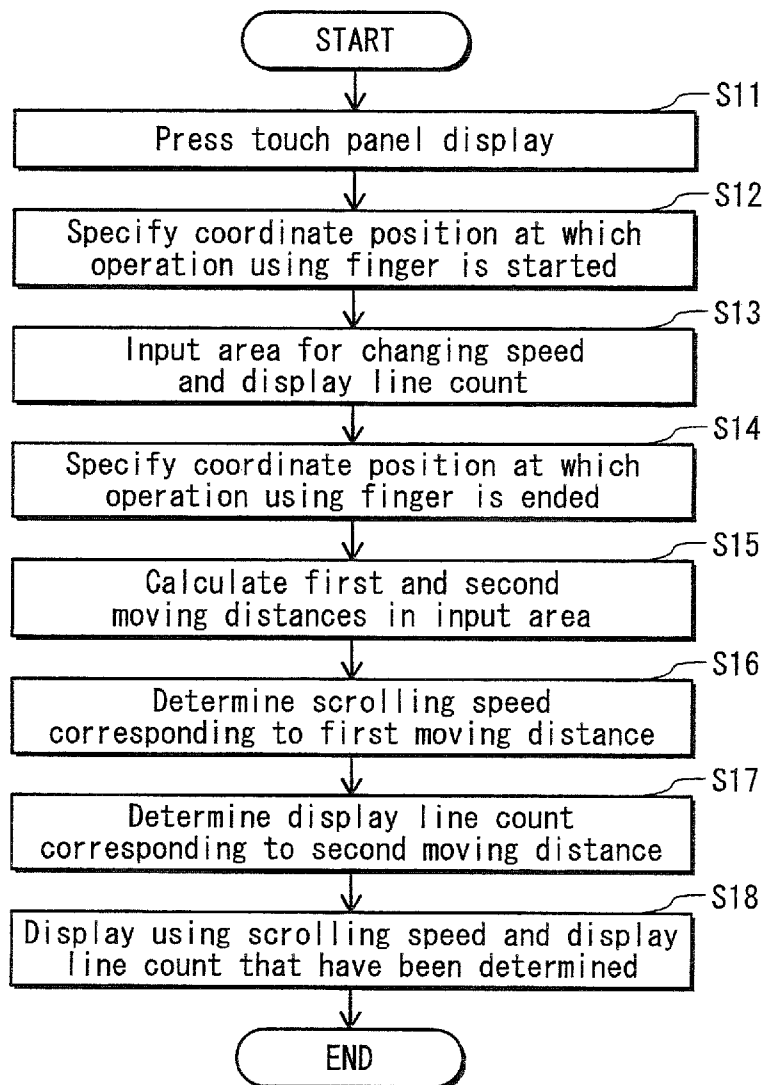 START
S11
Press touch panel display
S12
Specify coordinate position at which
operation using finger is started
S13
Input area for changing speed
and display line count
S14
Specify coordinate position at which
operation using finger is ended
S15
Calculate first and second
moving distances in input area
S16
Determine scrolling speed
corresponding to first moving distance
S17
Determine display line count
corresponding to second moving distance
S18
Display using scrolling speed and display
line count that have been determined
END